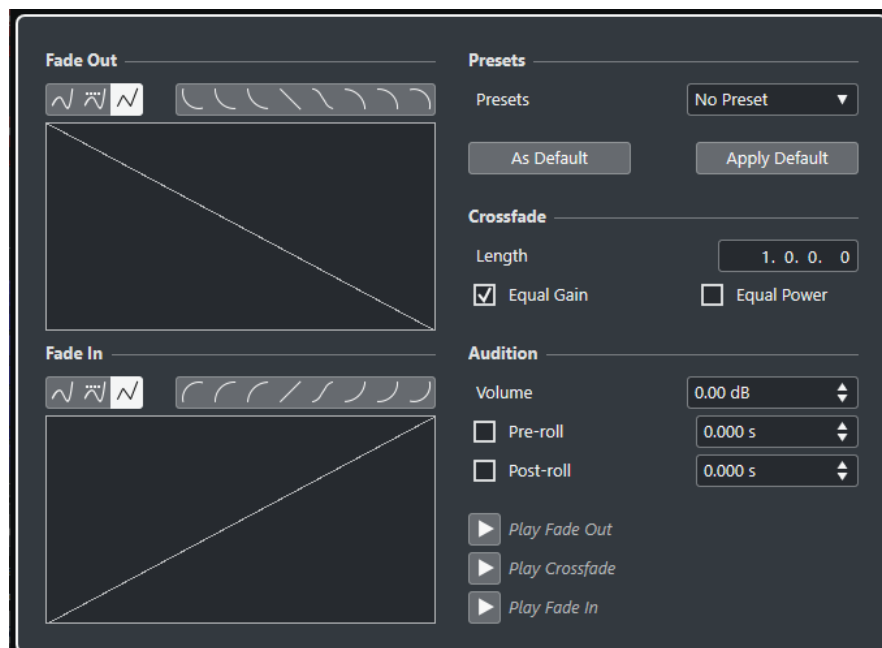 Fade Out
Presets
Presets
No Preset
As Default
Apply Default
Crossfade
Length
1. 0. 0. 0
Equal Gain
Equal Power
Fade In
Audition
Volume
0.00 dB
Pre-roll
0.000 s
Post-roll
0.000 s
Play Fade Out
Play Crossfade
Play Fade In